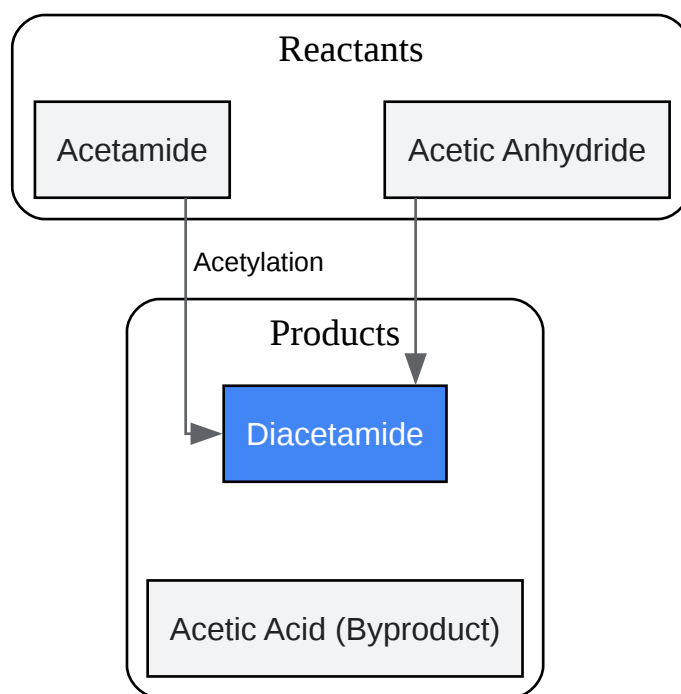 Reactants
Acetamide
Acetic Anhydride
Acetylation
Products
Diacetamide
Acetic Acid (Byproduct)